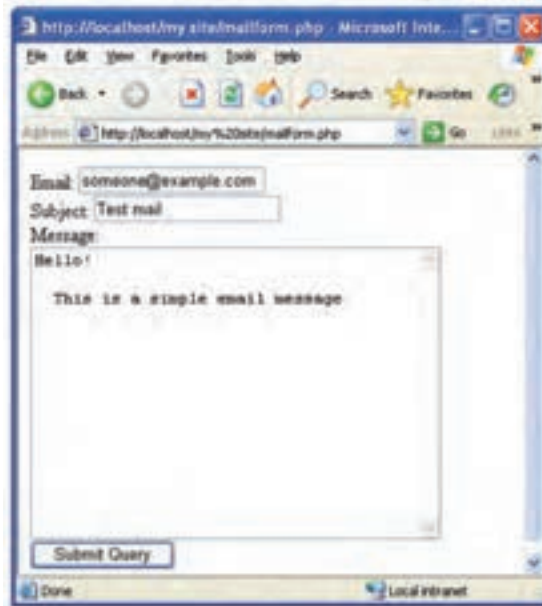 http://localhost/my site/mailform.php - Microsoft Inte...
File Edit View Favorites Tools Help
Back Search Favorites
Address http://localhost/my%20site/mailform.php Go Links
Email: someone@example.com
Subject: Test mail
Message:
Hello!
This is a simple email message
Submit Query
Done Local intranet